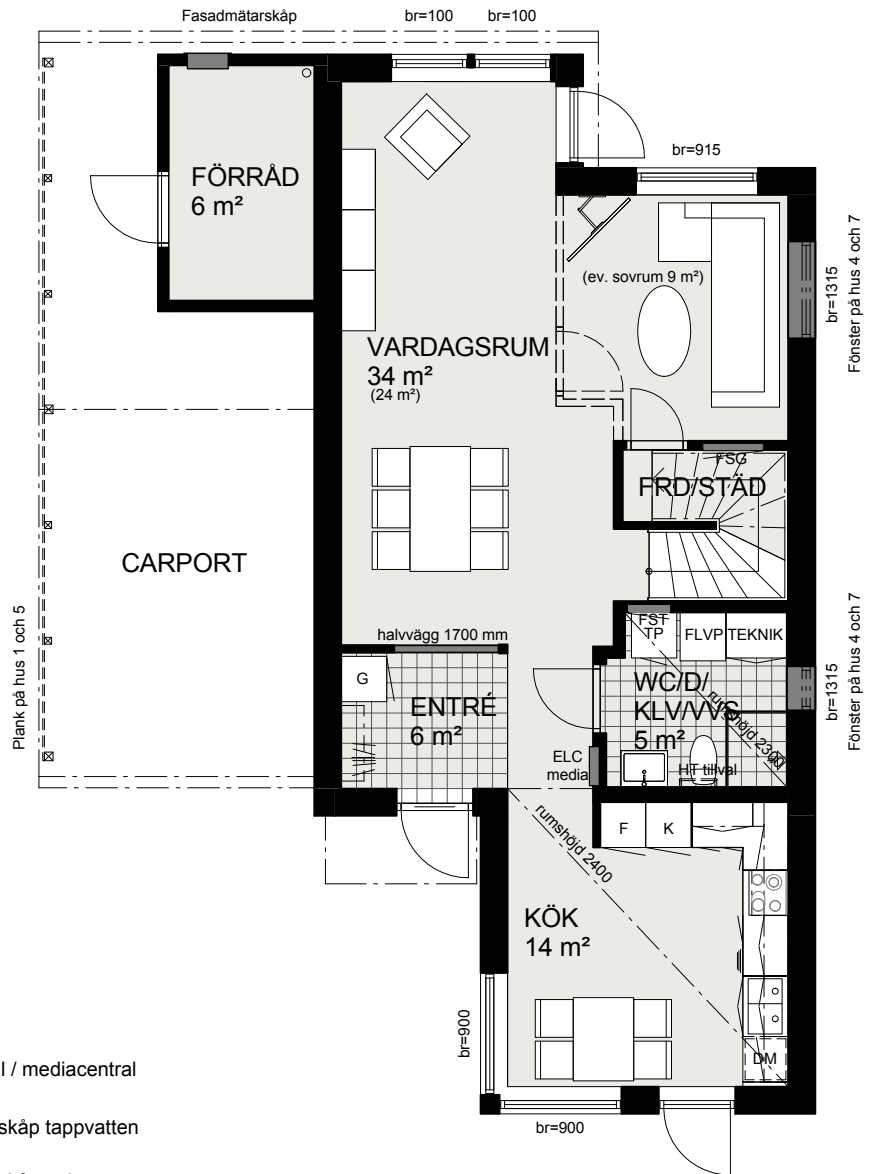 Fasadmätarskåp
br=100
br=100
br=915
FÖRRÅD
6 m²
(ev. sovrum 9 m²)
br=1315
Fönster på hus 4 och 7
VARDAGSRUM
34 m²
(24 m²)
FSG
FRD/STÄD
CARPORT
Plank på hus 1 och 5
halvvägg 1700 mm
FST
TP
FLVP
TEKNIK
G
ENTRÉ
6 m²
WC/D/
KLV/VVS
5 m²
rumshöjd 2300
br=1315
Fönster på hus 4 och 7
ELC
media
HT tillval
F
K
rumshöjd 2400
KÖK
14 m²
br=900
DM
br=900
l / mediacentral
skåp tappvatten